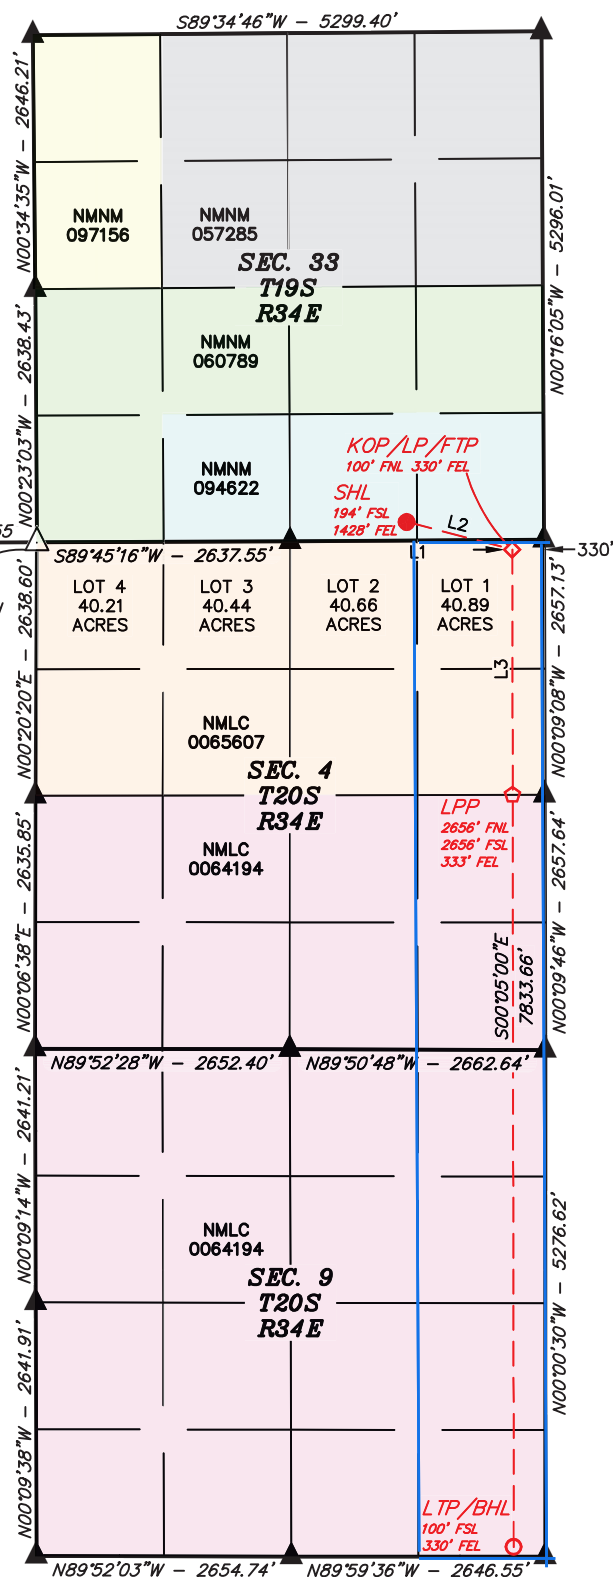 S89°34'46"W - 5299.40'
N00°34'35"W - 2646.21'
N00°16'05"W - 5296.01'
NMNM
097156
NMNM
057285
SEC. 33
T19S
R34E
N00°23'03"W - 2638.43'
NMNM
060789
NMNM
094622
KOP/LP/FTP
100' FNL 330' FEL
SHL
194' FSL
1428' FEL
L2
S89°45'16"W - 2637.55'
L1
330'
LOT 4
40.21
ACRES
LOT 3
40.44
ACRES
LOT 2
40.66
ACRES
LOT 1
40.89
ACRES
N00°20'20"E - 2638.60'
N00°09'08"W - 2657.13'
L3
NMLC
0065607
SEC. 4
T20S
R34E
LPP
2656' FNL
2656' FSL
333' FEL
NMLC
0064194
N00°06'38"E - 2635.85'
N00°09'46"W - 2657.64'
S00°05'00"E
7833.66'
N89°52'28"W - 2652.40'
N89°50'48"W - 2662.64'
N00°09'14"W - 2641.21'
N00°00'30"W - 5276.62'
NMLC
0064194
SEC. 9
T20S
R34E
N00°09'38"W - 2641.91'
LTP/BHL
100' FSL
330' FEL
N89°52'03"W - 2654.74'
N89°59'36"W - 2646.55'